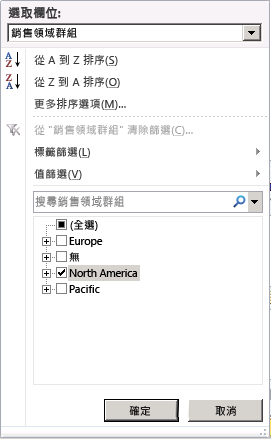 選取欄位:
銷售領域群組
從 A 到 Z 排序(S)
從 Z 到 A 排序(O)
更多排序選項(M)...
從 "銷售領域群組" 清除篩選(C)...
標籤篩選(L)
值篩選(V)
搜尋銷售領域群組
(全選)
Europe
無
North America
Pacific
確定
取消